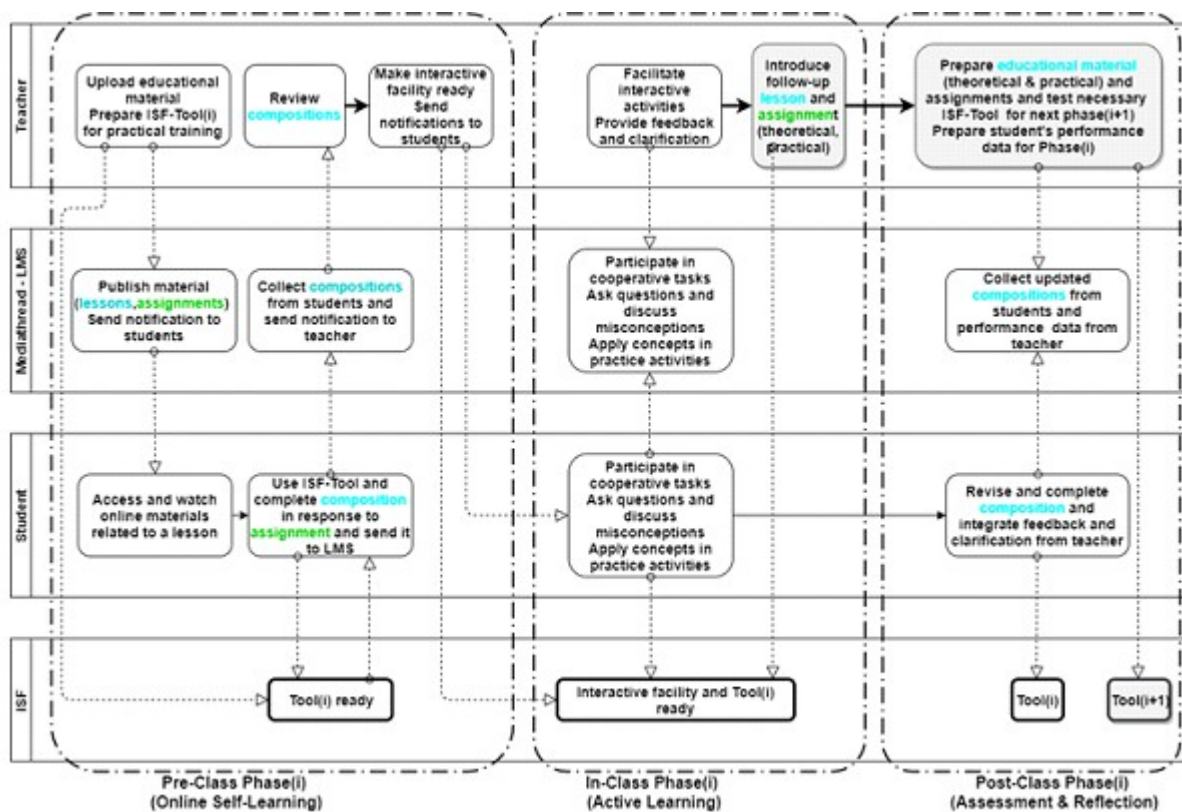 Teacher
Upload educational
material
Prepare ISF-Tool(i)
for practical training
Review
compositions
Make interactive
facility ready
Send
notifications to
students
Facilitate
interactive
activities
Provide feedback
and clarification
Introduce
follow-up
lesson and
assignment
(theoretical,
practical)
Prepare educational material
(theoretical & practical) and
assignments and test necessary
ISF-Tool for next phase(i+1)
Prepare student's performance
data for Phase(i)
Mediathread - LMS
Publish material
(lessons,assignments)
Send notification to
students
Collect compositions
from students and
send notification to
teacher
Participate in
cooperative tasks
Ask questions and
discuss
misconceptions
Apply concepts in
practice activities
Collect updated
compositions from
students and
performance data from
teacher
Student
Access and watch
online materials
related to a lesson
Use ISF-Tool and
complete composition
in response to
assignment and send it
to LMS
Participate in
cooperative tasks
Ask questions and
discuss
misconceptions
Apply concepts in
practice activities
Revise and complete
composition and
integrate feedback and
clarification from teacher
ISF
Tool(i) ready
Interactive facility and Tool(i)
ready
Tool(i)
Tool(i+1)
Pre-Class Phase(i)
(Online Self-Learning)
In-Class Phase(i)
(Active Learning)
Post-Class Phase(i)
(Assessment & Reflection)